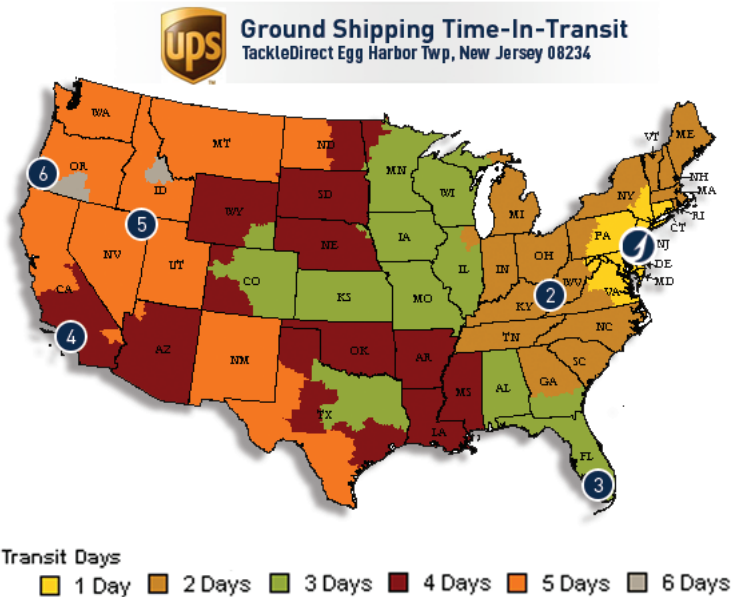 ups
Ground Shipping Time-In-Transit
TackleDirect Egg Harbor Twp, New Jersey 08234
WA
MT
ND
MN
VT
ME
OR
ID
SD
WI
MI
NY
NH
MA
RI
CT
6
WY
5
NV
UT
CA
NE
IA
IL
IN
OH
PA
NJ
DE
MD
WV
VA
CO
KS
MO
KY
2
4
AZ
NM
OK
AR
TN
NC
SC
TX
LA
MS
AL
GA
FL
3
Transit Days
1 Day 2 Days 3 Days 4 Days 5 Days 6 Days